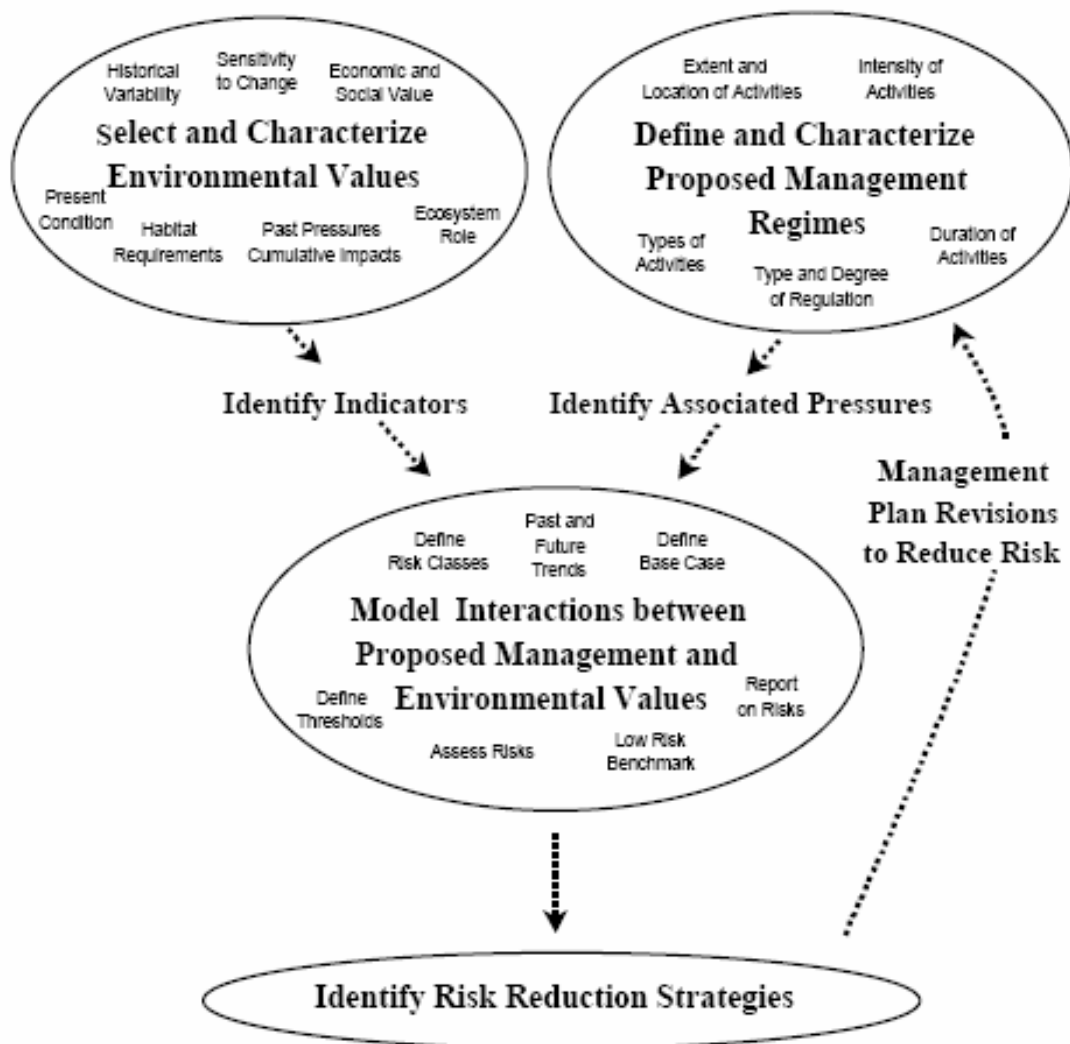 Historical
Variability
Sensitivity
to Change
Economic and
Social Value
Select and Characterize
Environmental Values
Present
Condition
Habitat
Requirements
Past Pressures
Cumulative Impacts
Ecosystem
Role
Extent and
Location of Activities
Intensity of
Activities
Define and Characterize
Proposed Management
Regimes
Types of
Activities
Type and Degree
of Regulation
Duration of
Activities
Identify Indicators
Identify Associated Pressures
Management
Plan Revisions
to Reduce Risk
Define
Risk Classes
Past and
Future
Trends
Define
Base Case
Model Interactions between
Proposed Management and
Environmental Values
Define
Thresholds
Assess Risks
Low Risk
Benchmark
Report
on Risks
Identify Risk Reduction Strategies